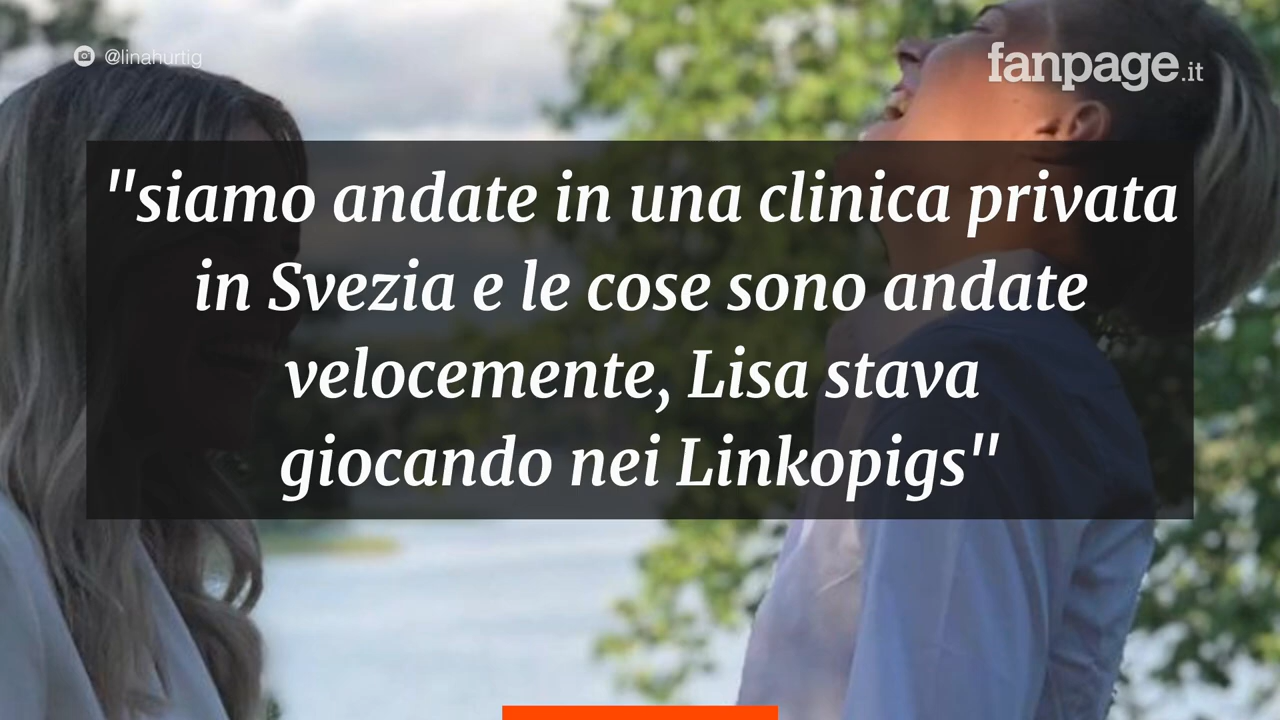 @linahurtig
fanpage.it
"siamo andate in una clinica privata
in Svezia e le cose sono andate
velocemente, Lisa stava
giocando nei Linkopigs"